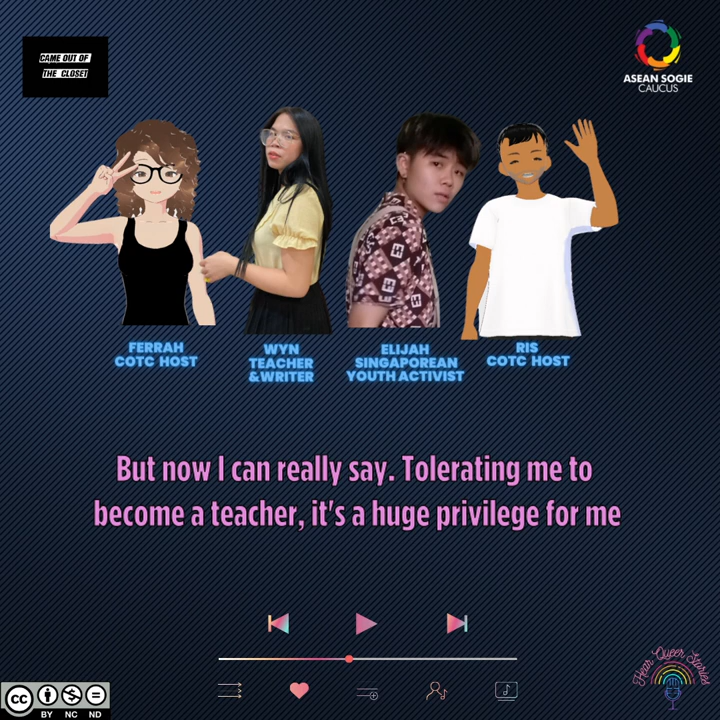 CAME OUT OF
THE CLOSET
ASEAN SOGIE
CAUCUS
FERRAH
COTC HOST
WYN
TEACHER
&WRITER
ELIJAH
SINGAPOREAN
YOUTH ACTIVIST
RIS
COTC HOST
But now I can really say. Tolerating me to
become a teacher, it's a huge privilege for me
Hear Queer Stories
CC
BY NC ND